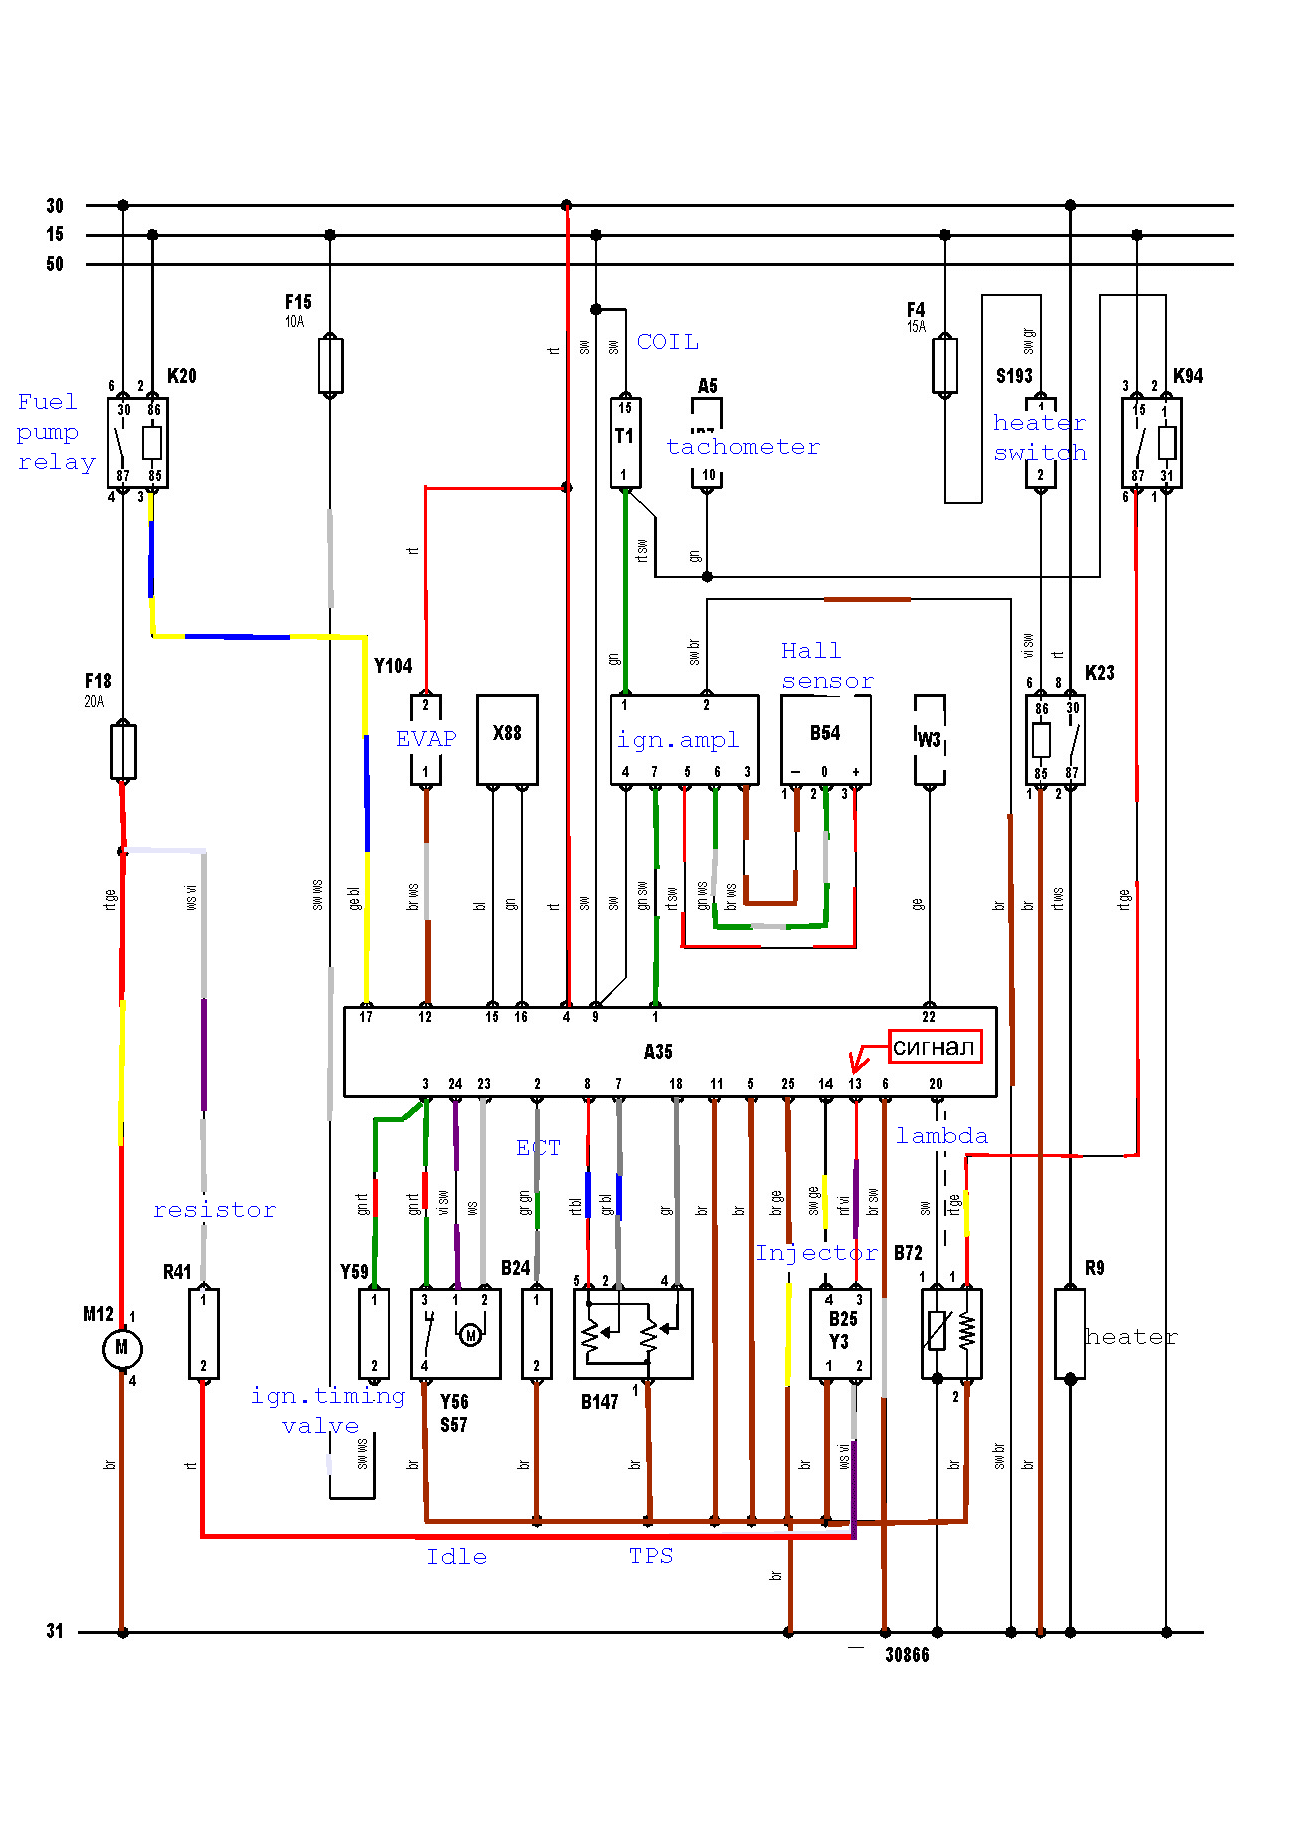 30
15
50
F15
10A
F4
15A
rt
sw
sw
COIL
sw gr
K20
6
2
30
86
87
85
4
3
Fuel
pump
relay
A5
15
T1
1
tachometer
10
S193
1
heater
switch
2
K94
3
2
15
1
87
31
6
1
rt
rt sw
gn
gn
sw br
Hall
sensor
vi sw
rt
F18
20A
Y104
2
EVAP
1
X88
1
2
ign.ampl
4
7
5
6
3
B54
–
0
+
1
2
3
W3
K23
6
8
86
30
85
87
1
2
rt ge
ws vi
sw ws
ge bl
br ws
bl
gn
rt
sw
sw
gn sw
rt sw
gn ws
br ws
ge
br
br
rt ws
rt ge
17
12
15
16
4
9
1
22
A35
сигнал
3
24
23
2
8
7
18
11
5
25
14
13
6
20
ECT
lambda
gn rt
gn rt
vi sw
ws
gr gn
rt bl
gr bl
gr
br
br
br ge
sw ge
rif vi
br sw
sw
rt ge
resistor
Injector
B72
R41
1
2
Y59
1
2
3
1
2
M
4
B24
1
2
5
2
4
1
4
3
B25
Y3
1
2
1
1
2
R9
heater
M12
1
M
4
ign.timing
valve
Y56
S57
B147
br
rt
sw ws
br
br
br
br
ws vi
br
sw br
br
Idle
TPS
br
31
30866